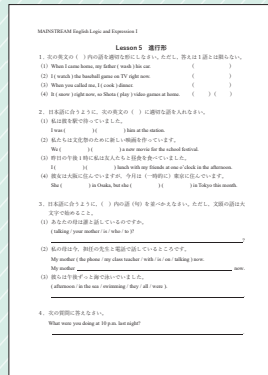 MAINSTREAM English Logic and Expression I
Lesson 5　進行形
1．次の英文の（　）内の語を適切な形にしなさい。ただし，答えは１語とは限らない。
(1) When I came home, my father ( wash ) his car.　(　　　)
(2) I ( watch ) the baseball game on TV right now.　(　　　)
(3) When you called me, I ( cook ) dinner.　(　　　)
(4) It ( snow ) right now, so Shota ( play ) video games at home.　(　　　) (　　　)
2．日本語に合うように，次の英文の（　）に適切な語を入れなさい。
(1) 私は彼を駅で待っていました。
I was (　　　) (　　　) him at the station.
(2) 私たちは文化祭のために新しい映画を作っています。
We (　　　) (　　　) a new movie for the school festival.
(3) 昨日の午後１時に私は友人たちと昼食を食べていました。
I (　　　) (　　　) lunch with my friends at one o'clock in the afternoon.
(4) 彼女は大阪に住んでいますが，今月は（一時的に）東京に住んでいます。
She (　　　) in Osaka, but she (　　　) (　　　) in Tokyo this month.
3．日本語に合うように，（　）内の語（句）を並べかえなさい。ただし，文頭の語は大
文字で始めること。
(1) あなたの母は誰と話しているのですか。
( talking / your mother / is / who / to )?
?
(2) 私の母は今，担任の先生と電話で話しているところです。
My mother ( the phone / my class teacher / with / is / on / talking ) now.
My mother now.
(3) 彼らは午後ずっと海で泳いでいました。
( afternoon / in the sea / swimming / they / all / were ).
.
4．次の質問に答えなさい。
What were you doing at 10 p.m. last night?